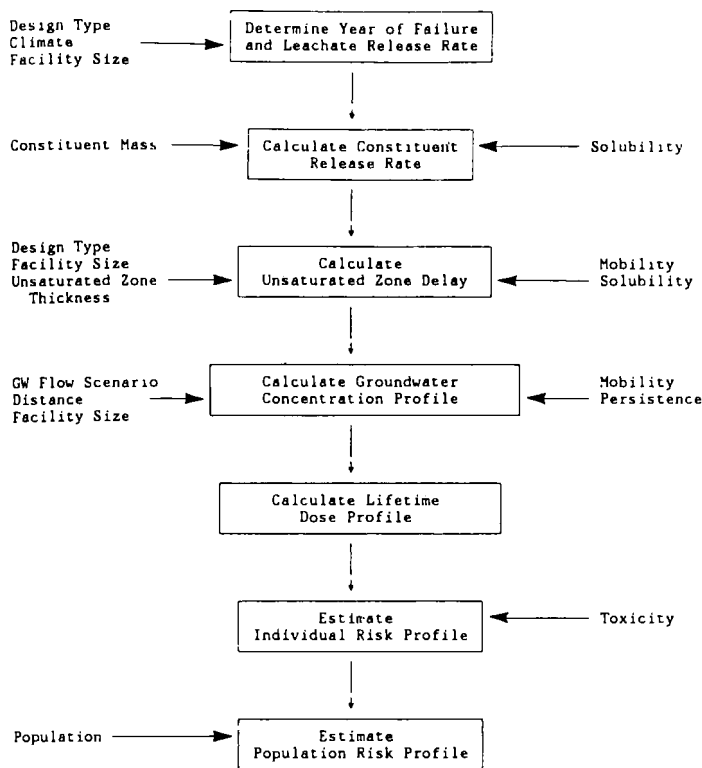 Design Type
Climate
Facility Size
Determine Year of Failure
and Leachate Release Rate
Constituent Mass
Calculate Constituent
Release Rate
Solubility
Design Type
Facility Size
Unsaturated Zone
Thickness
Calculate
Unsaturated Zone Delay
Mobility
Solubility
GW Flow Scenario
Distance
Facility Size
Calculate Groundwater
Concentration Profile
Mobility
Persistence
Calculate Lifetime
Dose Profile
Estimate
Individual Risk Profile
Toxicity
Population
Estimate
Population Risk Profile